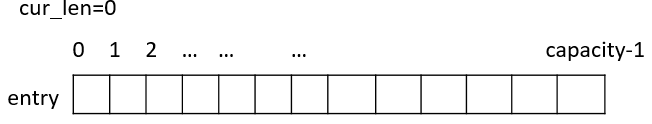 cur_len=0
0 1 2 ... ... ... capacity-1
entry